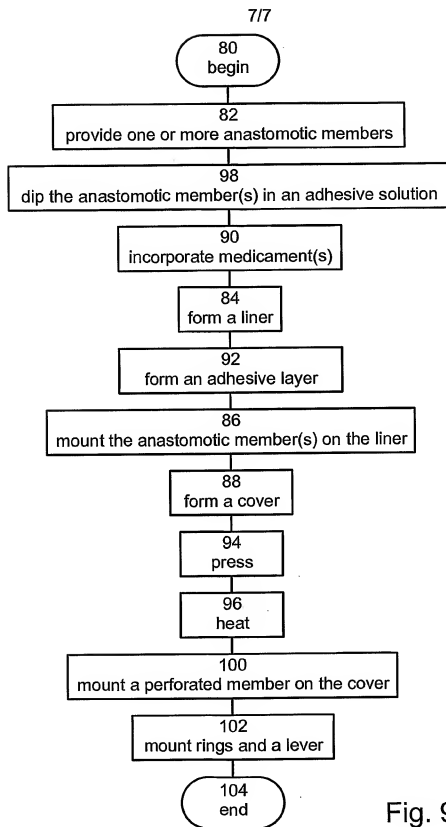 7/7
80
begin
82
provide one or more anastomotic members
98
dip the anastomotic member(s) in an adhesive solution
90
incorporate medicament(s)
84
form a liner
92
form an adhesive layer
86
mount the anastomotic member(s) on the liner
88
form a cover
94
press
96
heat
100
mount a perforated member on the cover
102
mount rings and a lever
104
end
Fig. 9